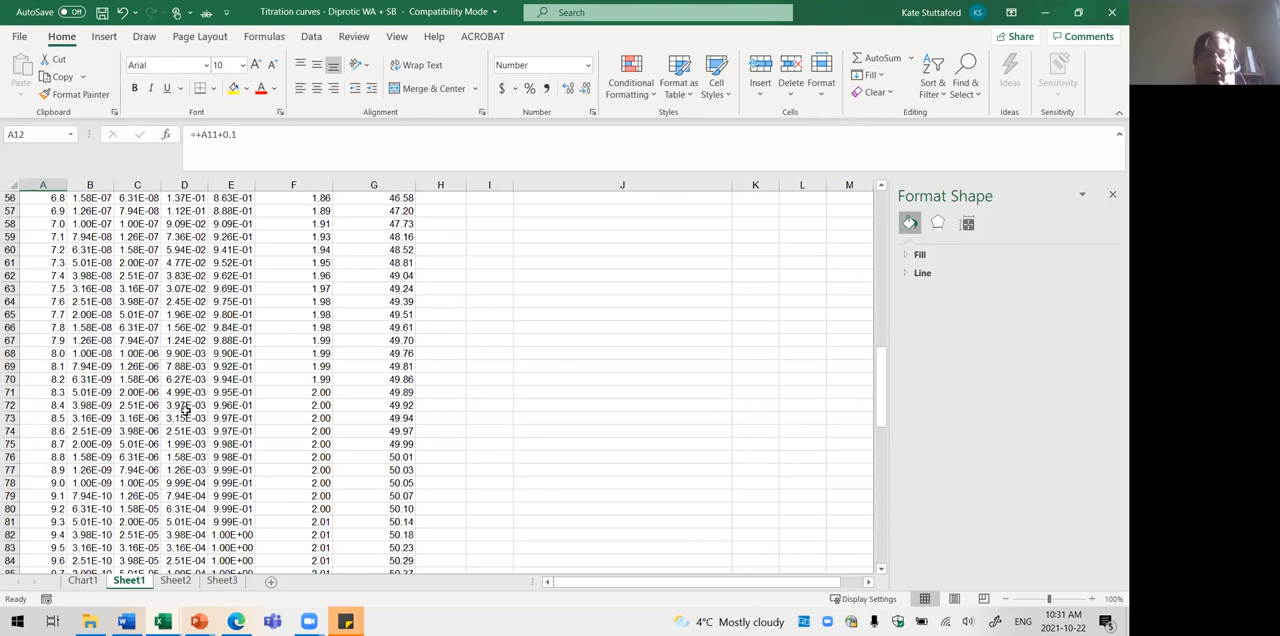 AutoSave Off Titration curves - Diprotic WA + SB - Compatibility Mode Search Kate Stuttaford KS
File Home Insert Draw Page Layout Formulas Data Review View Help ACROBAT Share Comments
Paste Cut Copy Format Painter Clipboard
Arial 10 A A B I U A Font
Wrap Text Merge & Center Alignment
Number $ % Number
Conditional Formatting Format as Table Cell Styles Styles
Insert Delete Format Cells
AutoSum Fill Clear Sort & Filter Find & Select Editing
Ideas Ideas
Sensitivity Sensitivity
A12 fx =+A11+0.1
A B C D E F G H I J K L M
56 6.8 1.58E-07 6.31E-08 1.37E-01 8.63E-01 1.86 46.58
57 6.9 1.26E-07 7.94E-08 1.12E-01 8.88E-01 1.89 47.20
58 7.0 1.00E-07 1.00E-07 9.09E-02 9.09E-01 1.91 47.73
59 7.1 7.94E-08 1.26E-07 7.36E-02 9.26E-01 1.93 48.16
60 7.2 6.31E-08 1.58E-07 5.94E-02 9.41E-01 1.94 48.52
61 7.3 5.01E-08 2.00E-07 4.77E-02 9.52E-01 1.95 48.81
62 7.4 3.98E-08 2.51E-07 3.83E-02 9.62E-01 1.96 49.04
63 7.5 3.16E-08 3.16E-07 3.07E-02 9.69E-01 1.97 49.24
64 7.6 2.51E-08 3.98E-07 2.45E-02 9.75E-01 1.98 49.39
65 7.7 2.00E-08 5.01E-07 1.96E-02 9.80E-01 1.98 49.51
66 7.8 1.58E-08 6.31E-07 1.56E-02 9.84E-01 1.98 49.61
67 7.9 1.26E-08 7.94E-07 1.24E-02 9.88E-01 1.99 49.70
68 8.0 1.00E-08 1.00E-06 9.90E-03 9.90E-01 1.99 49.76
69 8.1 7.94E-09 1.26E-06 7.88E-03 9.92E-01 1.99 49.81
70 8.2 6.31E-09 1.58E-06 6.27E-03 9.94E-01 1.99 49.86
71 8.3 5.01E-09 2.00E-06 4.99E-03 9.95E-01 2.00 49.89
72 8.4 3.98E-09 2.51E-06 3.97E-03 9.96E-01 2.00 49.92
73 8.5 3.16E-09 3.16E-06 3.15E-03 9.97E-01 2.00 49.94
74 8.6 2.51E-09 3.98E-06 2.51E-03 9.97E-01 2.00 49.97
75 8.7 2.00E-09 5.01E-06 1.99E-03 9.98E-01 2.00 49.99
76 8.8 1.58E-09 6.31E-06 1.58E-03 9.98E-01 2.00 50.01
77 8.9 1.26E-09 7.94E-06 1.26E-03 9.99E-01 2.00 50.03
78 9.0 1.00E-09 1.00E-05 9.99E-04 9.99E-01 2.00 50.05
79 9.1 7.94E-10 1.26E-05 7.94E-04 9.99E-01 2.00 50.07
80 9.2 6.31E-10 1.58E-05 6.31E-04 9.99E-01 2.00 50.10
81 9.3 5.01E-10 2.00E-05 5.01E-04 9.99E-01 2.01 50.14
82 9.4 3.98E-10 2.51E-05 3.98E-04 1.00E+00 2.01 50.18
83 9.5 3.16E-10 3.16E-05 3.16E-04 1.00E+00 2.01 50.23
84 9.6 2.51E-10 3.98E-05 2.51E-04 1.00E+00 2.01 50.29
Format Shape
Fill
Line
Chart1 Sheet1 Sheet2 Sheet3
Ready Display Settings 100%
4°C Mostly cloudy ENG 10:31 AM
2021-10-22 5